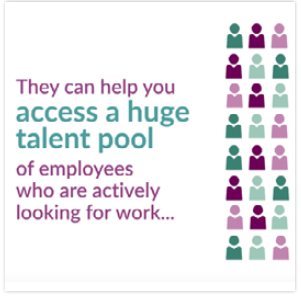 They can help you
access a huge
talent pool
of employees
who are actively
looking for work...